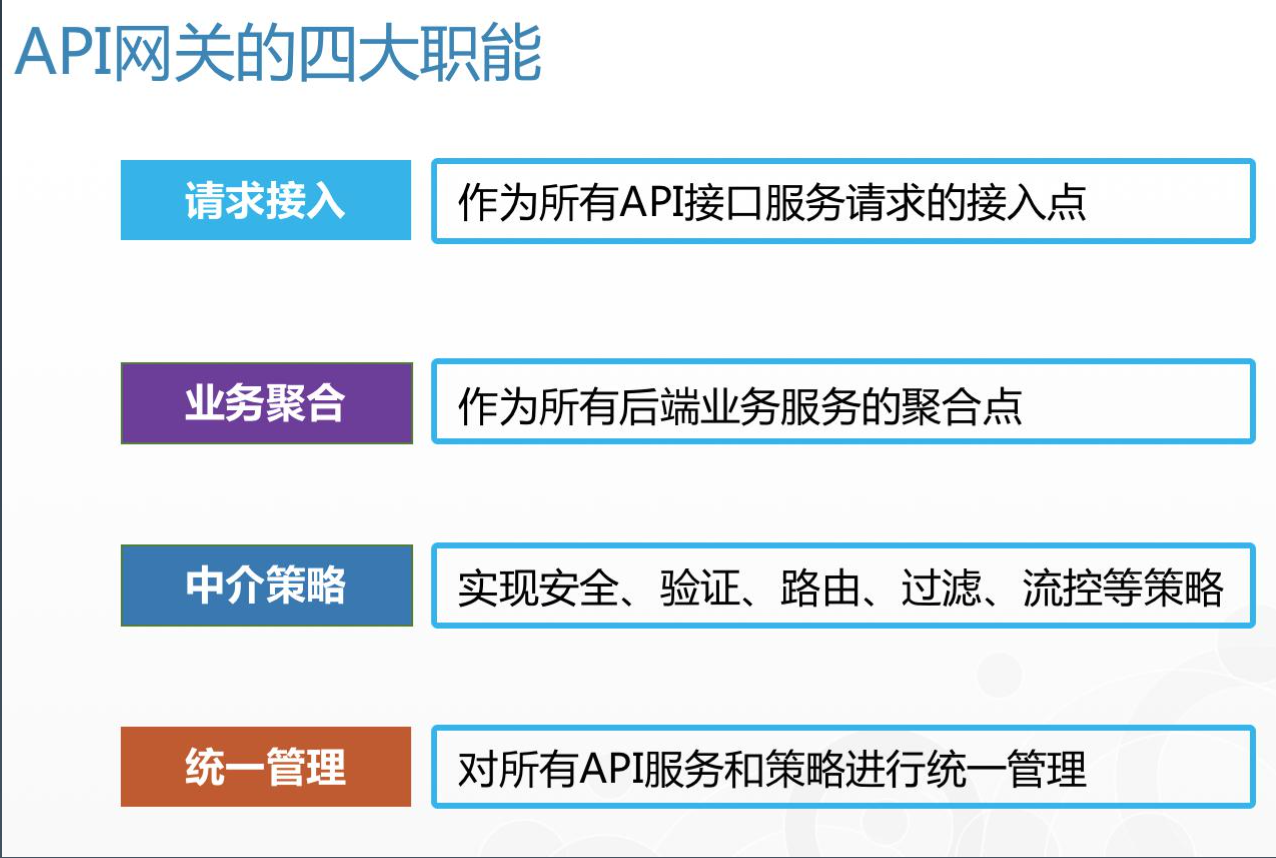 API网关的四大职能
请求接入
作为所有API接口服务请求的接入点
业务聚合
作为所有后端业务服务的聚合点
中介策略
实现安全、验证、路由、过滤、流控等策略
统一管理
对所有API服务和策略进行统一管理